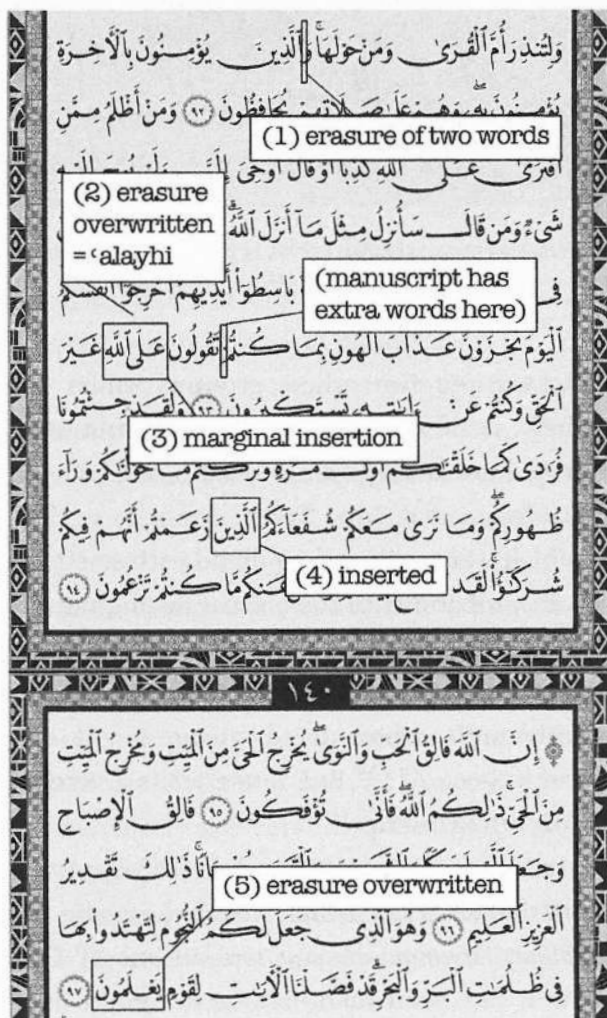 وَلِتُنذِرَ أُمَّ ٱلْقُرَىٰ وَمَنْ حَوْلَهَا ۚ وَٱلَّذِينَ يُؤْمِنُونَ بِٱلْأَخِرَةِ
يُؤْمِنُونَ بِهِۦ ۖ وَهُمْ عَلَىٰ صَلَاتِهِمْ يُحَافِظُونَ ٩٢ وَمَنْ أَظْلَمُ مِمَّنِ
(1) erasure of two words
ٱفْتَرَىٰ عَلَى ٱللَّهِ كَذِبًا أَوْ قَالَ أُوحِىَ
(2) erasure
overwritten
=ʿalayhi
شَىْءٌ وَمَن قَالَ سَأُنزِلُ مِثْلَ مَآ أَنزَلَ ٱللَّهُ ۗ
(manuscript has
extra words here)
فِى بَاسِطُوٓا۟ أَيْدِيهِمْ أَخْرِجُوٓا۟ أَنفُسَكُمُ
ٱلْيَوْمَ تُجْزَوْنَ عَذَابَ ٱلْهُونِ بِمَا كُنتُمْ تَقُولُونَ عَلَى ٱللَّهِ غَيْرَ
ٱلْحَقِّ وَكُنتُمْ عَنْ ءَايَٰتِهِۦ تَسْتَكْبِرُونَ ٩٣ وَلَقَدْ جِئْتُمُونَا
(3) marginal insertion
فُرَٰدَىٰ كَمَا خَلَقْنَٰكُمْ أَوَّلَ مَرَّةٍ وَتَرَكْتُم مَّا خَوَّلْنَٰكُمْ وَرَآءَ
ظُهُورِكُمْ ۖ وَمَا نَرَىٰ مَعَكُمْ شُفَعَآءَكُمُ ٱلَّذِينَ زَعَمْتُمْ أَنَّهُمْ فِيكُمْ
(4) inserted
شُرَكَٰٓؤُا۟ ۚ لَقَد مَّا كُنتُمْ تَزْعُمُونَ ٩٤
١٤٠
۞ إِنَّ ٱللَّهَ فَالِقُ ٱلْحَبِّ وَٱلنَّوَىٰ ۖ يُخْرِجُ ٱلْحَىَّ مِنَ ٱلْمَيِّتِ وَمُخْرِجُ ٱلْمَيِّتِ
مِنَ ٱلْحَىِّ ۚ ذَٰلِكُمُ ٱللَّهُ ۖ فَأَنَّىٰ تُؤْفَكُونَ ٩٥ فَالِقُ ٱلْإِصْبَاحِ
وَجَعَلَ ذَٰلِكَ تَقْدِيرُ
(5) erasure overwritten
ٱلْعَزِيزِ ٱلْعَلِيمِ ٩٦ وَهُوَ ٱلَّذِى جَعَلَ لَكُمُ ٱلنُّجُومَ لِتَهْتَدُوا۟ بِهَا
فِى ظُلُمَٰتِ ٱلْبَرِّ وَٱلْبَحْرِ ۗ قَدْ فَصَّلْنَا ٱلْءَايَٰتِ لِقَوْمٍ يَعْلَمُونَ ٩٧